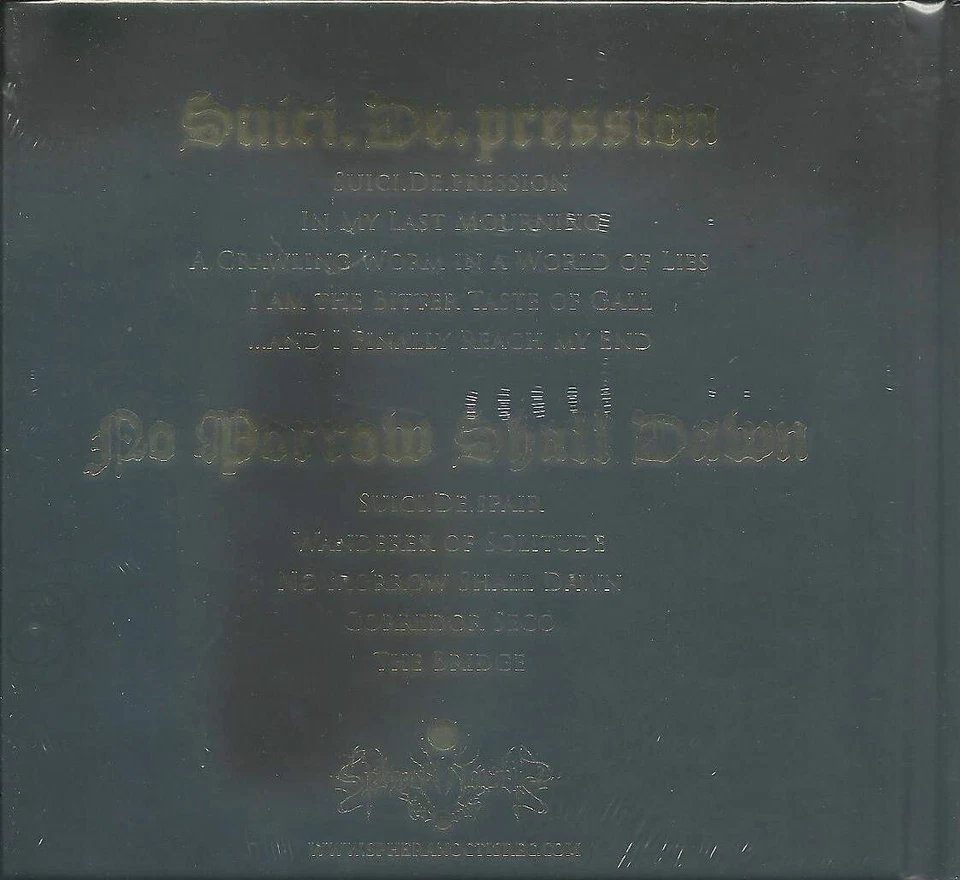 Suici.De.pression
Suici.De.pression
In My Last Mourning
A Crawling Worm in a World of Lies
I am the Bitter Taste of Gall
...and I Finally Reach my End
No Morrow Shall Dawn
Suici.De.spair
Wanderer of Solitude
No Morrow Shall Dawn
Corredor Seco
The Bridge